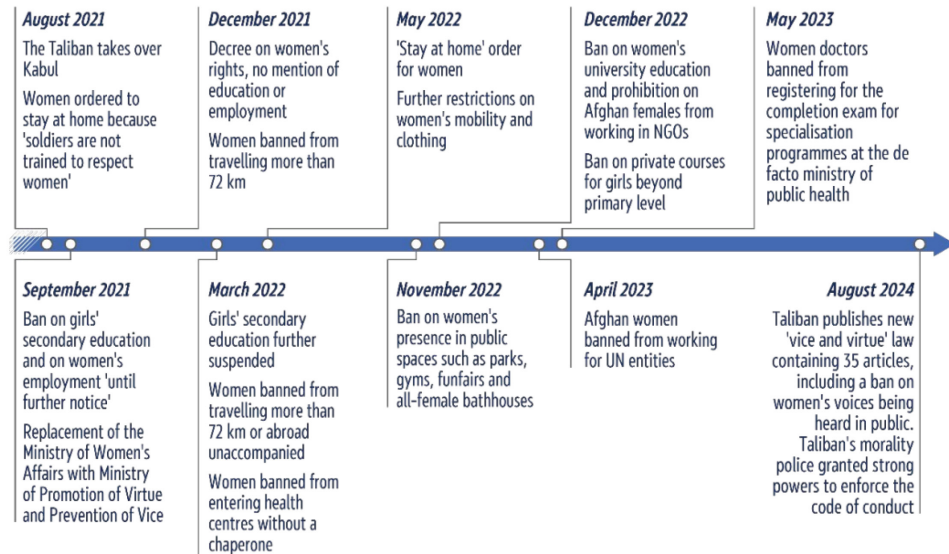 August 2021
The Taliban takes over
Kabul
Women ordered to
stay at home because
'soldiers are not
trained to respect
women'
December 2021
Decree on women's
rights, no mention of
education or
employment
Women banned from
travelling more than
72 km
May 2022
'Stay at home' order
for women
Further restrictions on
women's mobility and
clothing
December 2022
Ban on women's
university education
and prohibition on
Afghan females from
working in NGOs
Ban on private courses
for girls beyond
primary level
May 2023
Women doctors
banned from
registering for the
completion exam for
specialisation
programmes at the de
facto ministry of
public health
September 2021
Ban on girls'
secondary education
and on women's
employment 'until
further notice'
Replacement of the
Ministry of Women's
Affairs with Ministry
of Promotion of Virtue
and Prevention of Vice
March 2022
Girls' secondary
education further
suspended
Women banned from
travelling more than
72 km or abroad
unaccompanied
Women banned from
entering health
centres without a
chaperone
November 2022
Ban on women's
presence in public
spaces such as parks,
gyms, funfairs and
all-female bathhouses
April 2023
Afghan women
banned from working
for UN entities
August 2024
Taliban publishes new
'vice and virtue' law
containing 35 articles,
including a ban on
women's voices being
heard in public.
Taliban's morality
police granted strong
powers to enforce the
code of conduct